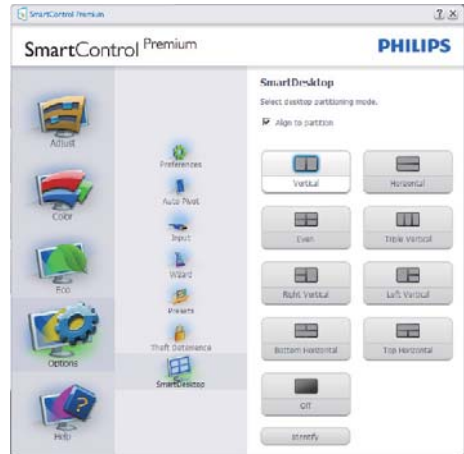 SmartControl Premium
SmartControl Premium
PHILIPS
Adjust
Color
Eco
Options
Help
Preferences
Auto Pivot
Input
Wizard
Presets
Theft Deterrence
SmartDesktop
SmartDesktop
Select desktop partitioning mode.
Align to partition
Vertical
Horizontal
Even
Triple Vertical
Right Vertical
Left Vertical
Bottom Horizontal
Top Horizontal
Off
Identify